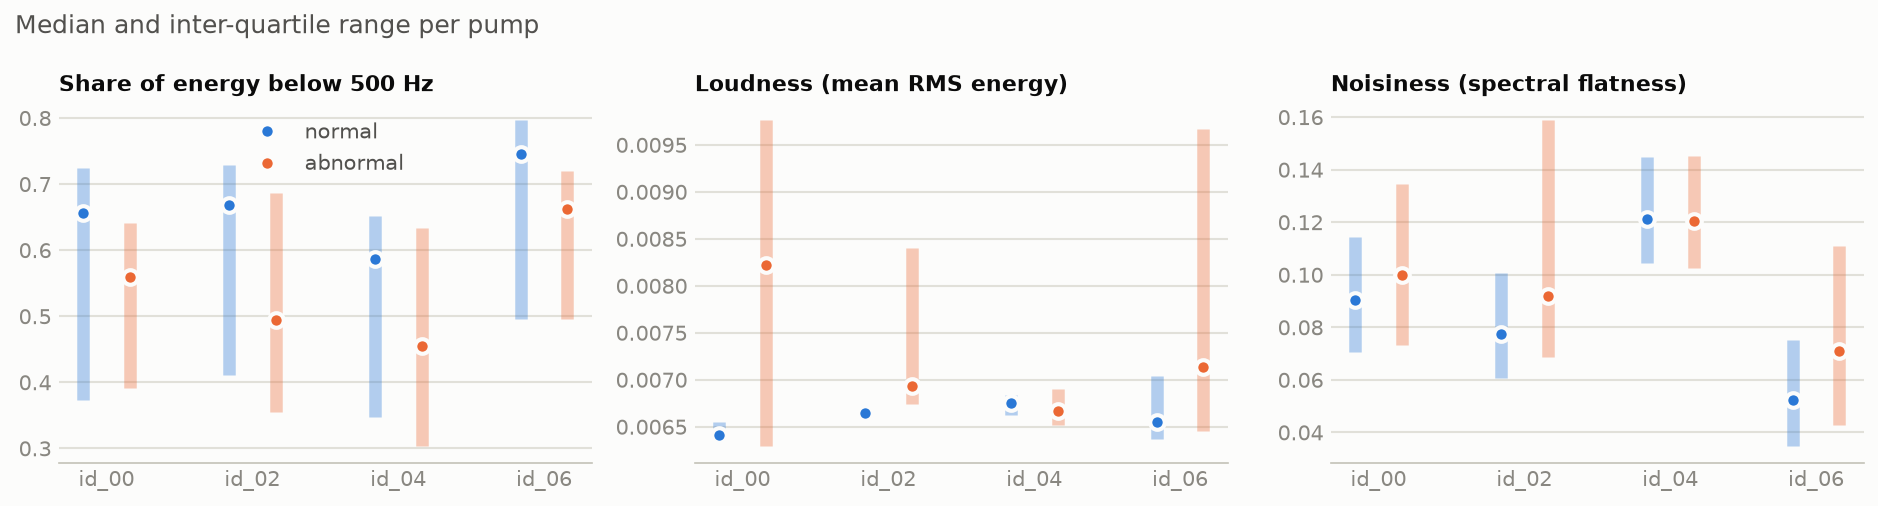 Median and inter-quartile range per pump
Share of energy below 500 Hz
0.8
0.7
0.6
0.5
0.4
0.3
normal
abnormal
id_00
id_02
id_04
id_06
Loudness (mean RMS energy)
0.0095
0.0090
0.0085
0.0080
0.0075
0.0070
0.0065
id_00
id_02
id_04
id_06
Noisiness (spectral flatness)
0.16
0.14
0.12
0.10
0.08
0.06
0.04
id_00
id_02
id_04
id_06